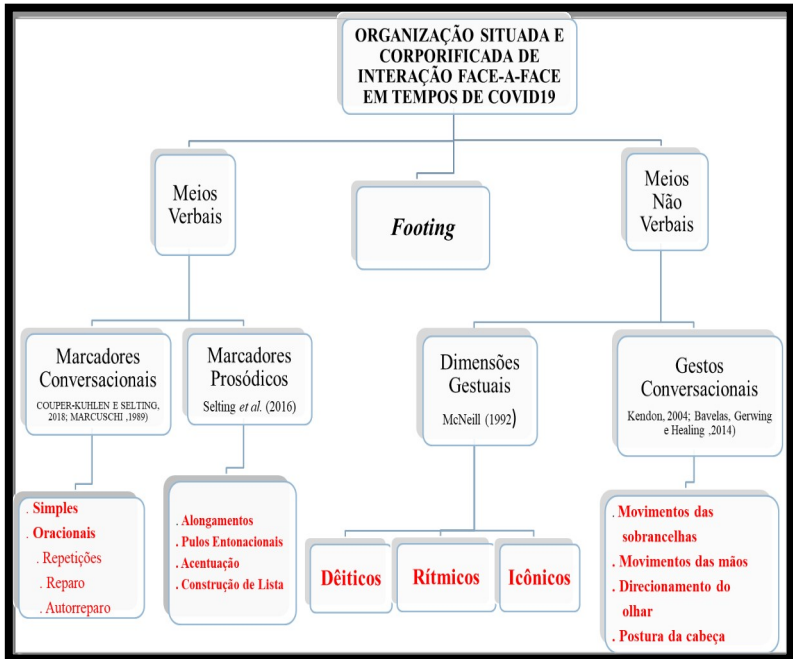 ORGANIZAÇÃO SITUADA E
CORPORIFICADA DE
INTERAÇÃO FACE-A-FACE
EM TEMPOS DE COVID19
Meios
Verbais
Footing
Meios
Não
Verbais
Marcadores
Conversacionais
COUPER-KUHLEN E SELTING,
2018; MARCUSCHI ,1989)
Marcadores
Prosódicos
Selting et al. (2016)
Dimensões
Gestuais
McNeill (1992)
Gestos
Conversacionais
Kendon, 2004; Bavelas, Gerwing
e Healing ,2014)
. Simples
. Oracionais
. Repetições
. Reparo
. Autorreparo
. Alongamentos
. Pulos Entonacionais
. Acentuação
. Construção de Lista
Dêiticos
Rítmicos
Icônicos
. Movimentos das
sobrancelhas
. Movimentos das mãos
. Direcionamento do
olhar
. Postura da cabeça